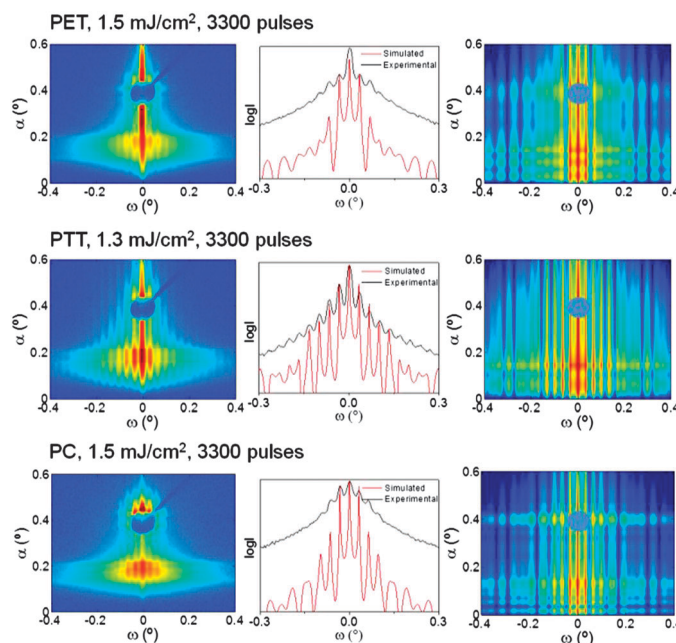 PET, 1.5 mJ/cm², 3300 pulses
α (º)
0.6
0.4
0.2
0
-0.4 -0.2 0 0.2 0.4
ω (º)
logI
Simulated
Experimental
-0.3 0.0 0.3
ω (°)
α (º)
0.6
0.4
0.2
0
-0.4 -0.2 0 0.2 0.4
ω (º)
PTT, 1.3 mJ/cm², 3300 pulses
α (º)
0.6
0.4
0.2
0
-0.4 -0.2 0 0.2 0.4
ω (º)
logI
Simulated
Experimental
-0.3 0.0 0.3
ω (°)
α (º)
0.6
0.4
0.2
0
-0.4 -0.2 0 0.2 0.4
ω (º)
PC, 1.5 mJ/cm², 3300 pulses
α (º)
0.6
0.4
0.2
0
-0.4 -0.2 0 0.2 0.4
ω (º)
logI
Simulated
Experimental
-0.3 0.0 0.3
ω (°)
α (º)
0.6
0.4
0.2
0
-0.4 -0.2 0 0.2 0.4
ω (º)